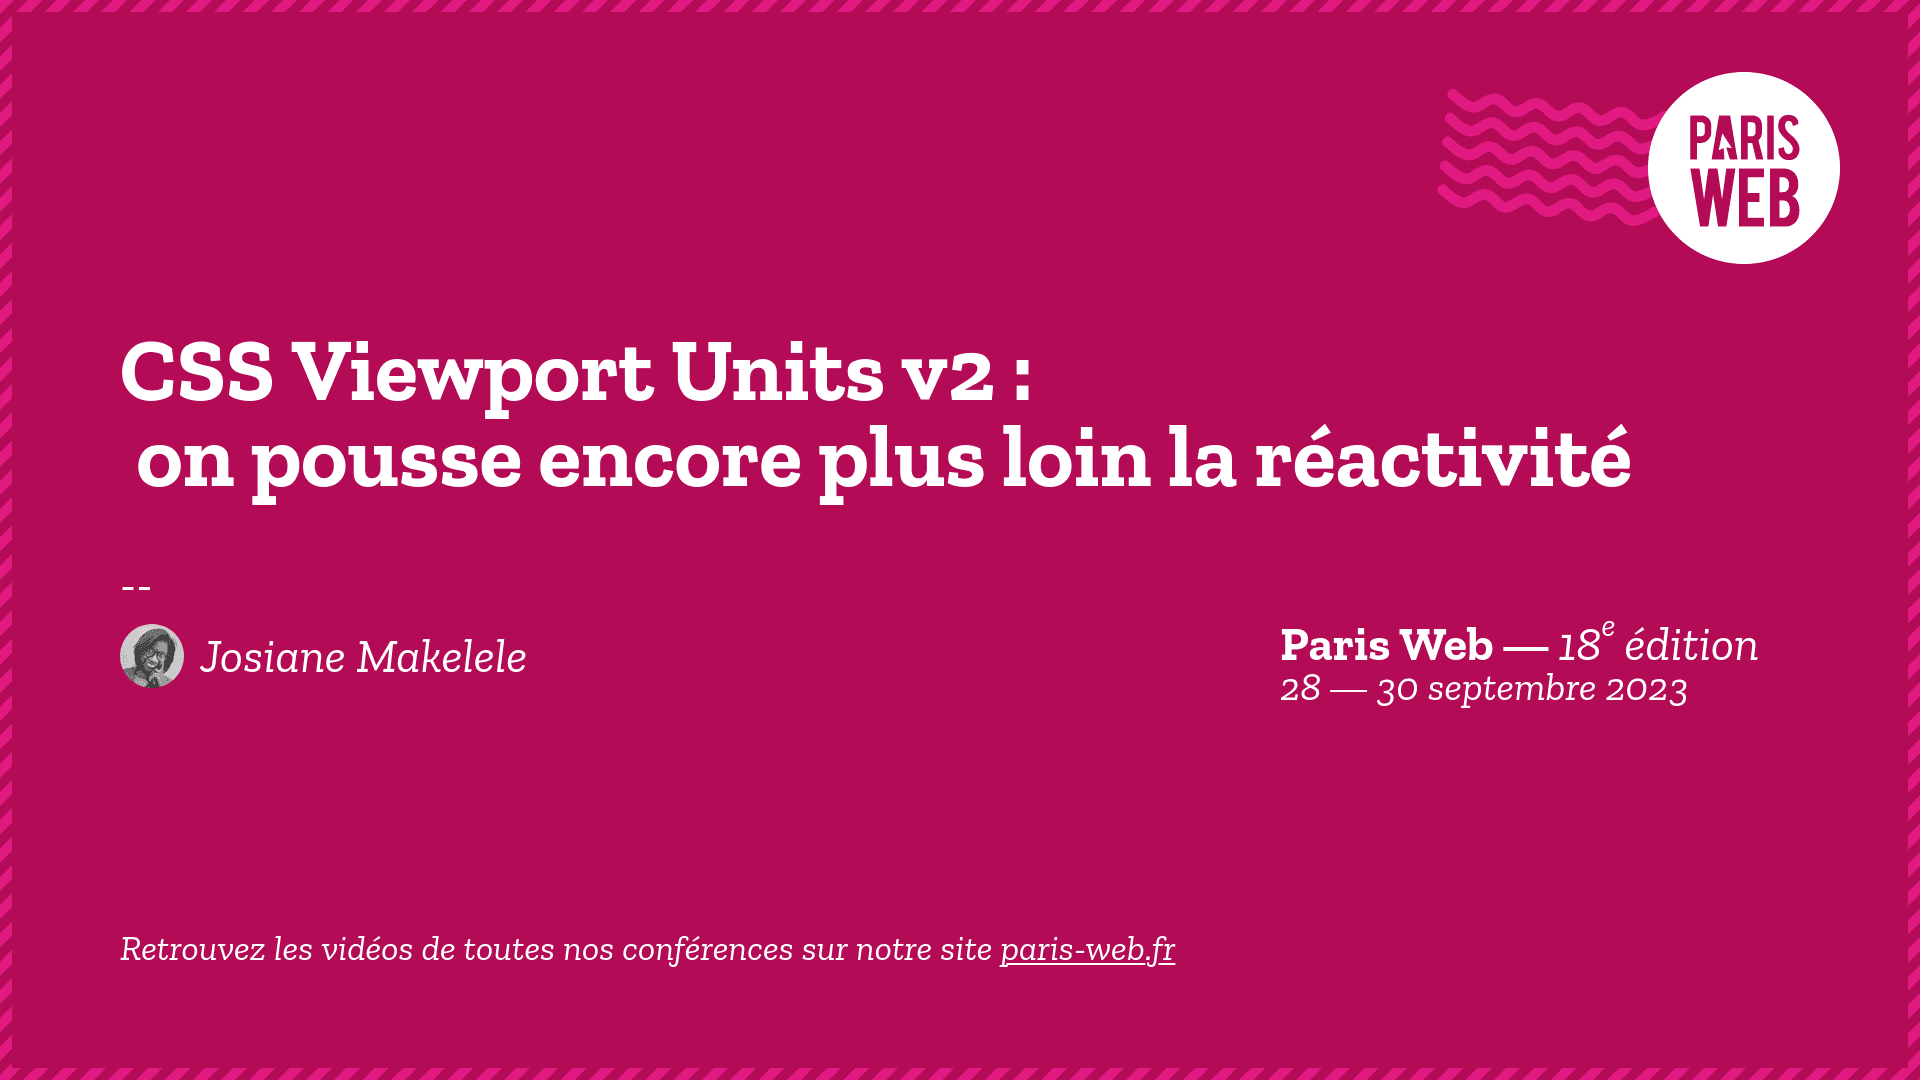 PARIS
WEB
CSS Viewport Units v2 :
on pousse encore plus loin la réactivité
--
Josiane Makelele
Paris Web — 18e édition
28 — 30 septembre 2023
Retrouvez les vidéos de toutes nos conférences sur notre site paris-web.fr